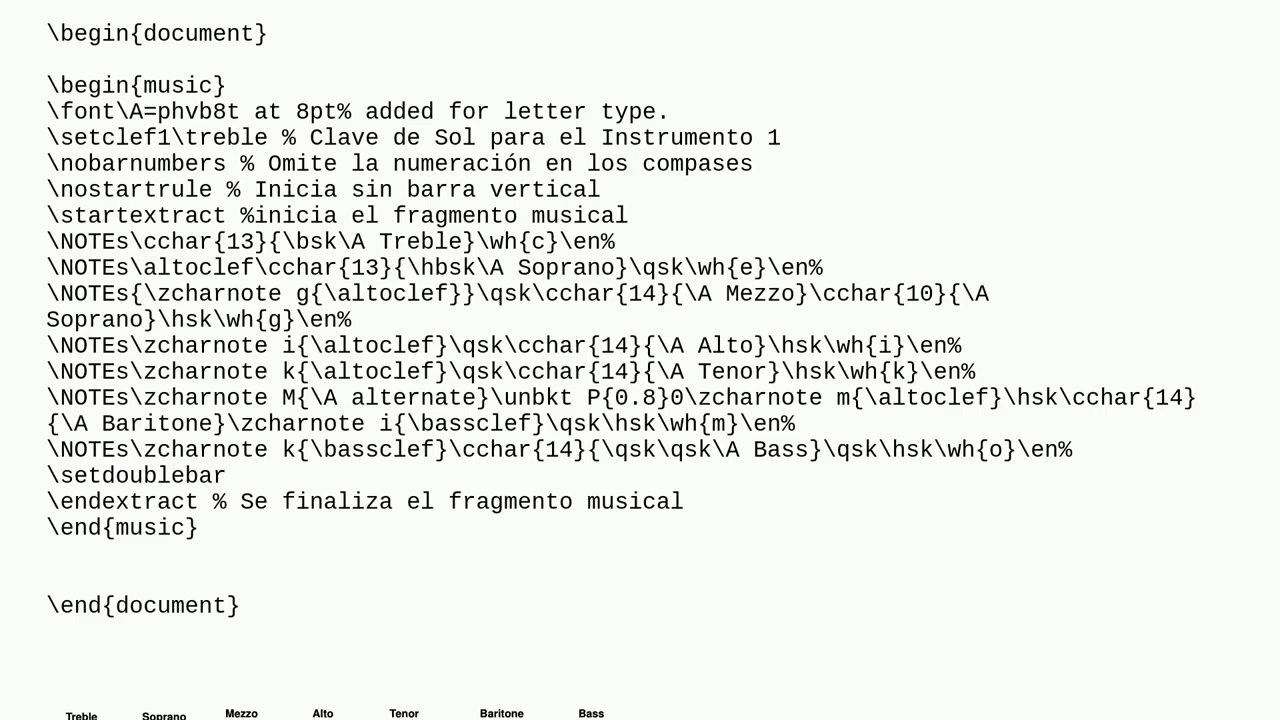 \begin{document}
\begin{music}
\font\A=phvb8t at 8pt% added for letter type.
\setclef1\treble % Clave de Sol para el Instrumento 1
\nobarnumbers % Omite la numeración en los compases
\nostartrule % Inicia sin barra vertical
\startextract %inicia el fragmento musical
\NOTEs\cchar{13}{\bsk\A Treble}\wh{c}\en%
\NOTEs\altoclef\cchar{13}{\hbsk\A Soprano}\qsk\wh{e}\en%
\NOTEs{\zcharnote g{\altoclef}}\qsk\cchar{14}{\A Mezzo}\cchar{10}{\A
Soprano}\hsk\wh{g}\en%
\NOTEs\zcharnote i{\altoclef}\qsk\cchar{14}{\A Alto}\hsk\wh{i}\en%
\NOTEs\zcharnote k{\altoclef}\qsk\cchar{14}{\A Tenor}\hsk\wh{k}\en%
\NOTEs\zcharnote M{\A alternate}\unbkt P{0.8}0\zcharnote m{\altoclef}\hsk\cchar{14}
{\A Baritone}\zcharnote i{\bassclef}\qsk\hsk\wh{m}\en%
\NOTEs\zcharnote k{\bassclef}\cchar{14}{\qsk\qsk\A Bass}\qsk\hsk\wh{o}\en%
\setdoublebar
\endextract % Se finaliza el fragmento musical
\end{music}
\end{document}
Treble Soprano Mezzo Alto Tenor Baritone Bass